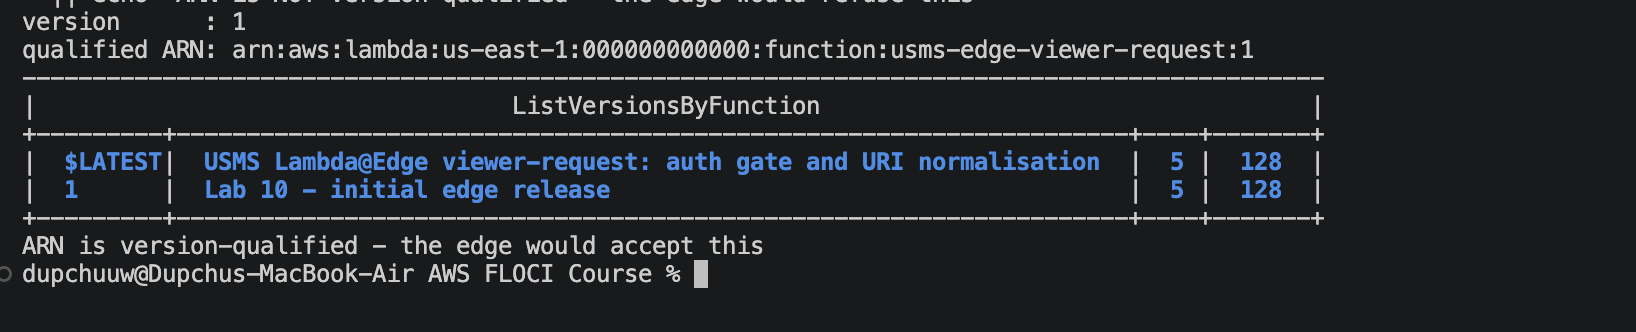 version      : 1
qualified ARN: arn:aws:lambda:us-east-1:000000000000:function:usms-edge-viewer-request:1
ListVersionsByFunction
| $LATEST| USMS Lambda@Edge viewer-request: auth gate and URI normalisation | 5 | 128 |
| 1 | Lab 10 - initial edge release | 5 | 128 |
ARN is version-qualified - the edge would accept this
dupchuuw@Dupchus-MacBook-Air AWS FLOCI Course %